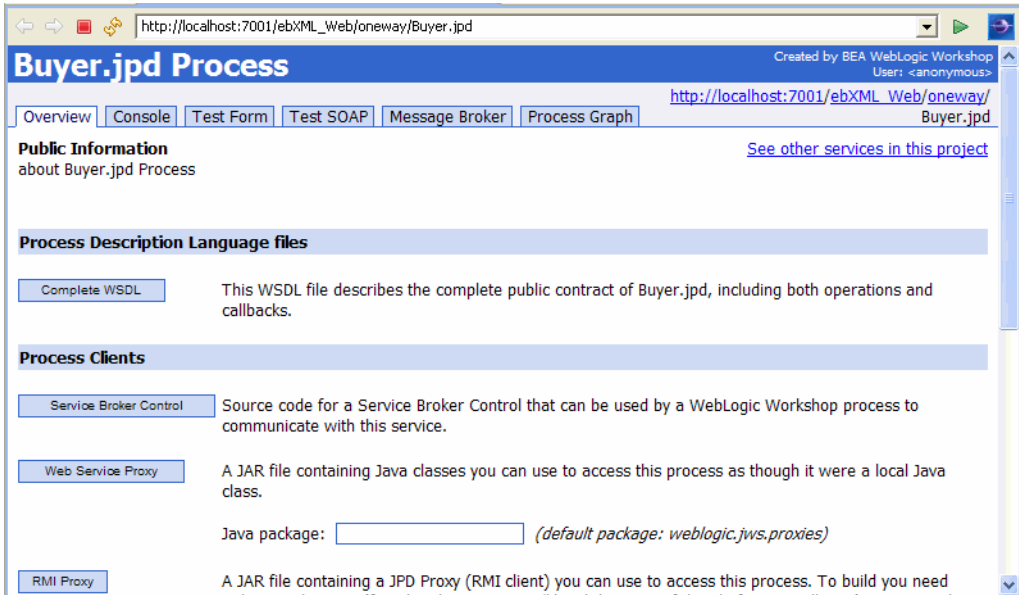 http://localhost:7001/ebXML_Web/oneway/Buyer.jpd
Buyer.jpd Process
Created by BEA WebLogic Workshop
User: <anonymous>
http://localhost:7001/ebXML_Web/oneway/
Buyer.jpd
Overview Console Test Form Test SOAP Message Broker Process Graph
Public Information
about Buyer.jpd Process
See other services in this project
Process Description Language files
Complete WSDL
This WSDL file describes the complete public contract of Buyer.jpd, including both operations and
callbacks.
Process Clients
Service Broker Control
Source code for a Service Broker Control that can be used by a WebLogic Workshop process to
communicate with this service.
Web Service Proxy
A JAR file containing Java classes you can use to access this process as though it were a local Java
class.
Java package:
(default package: weblogic.jws.proxies)
RMI Proxy
A JAR file containing a JPD Proxy (RMI client) you can use to access this process. To build you need